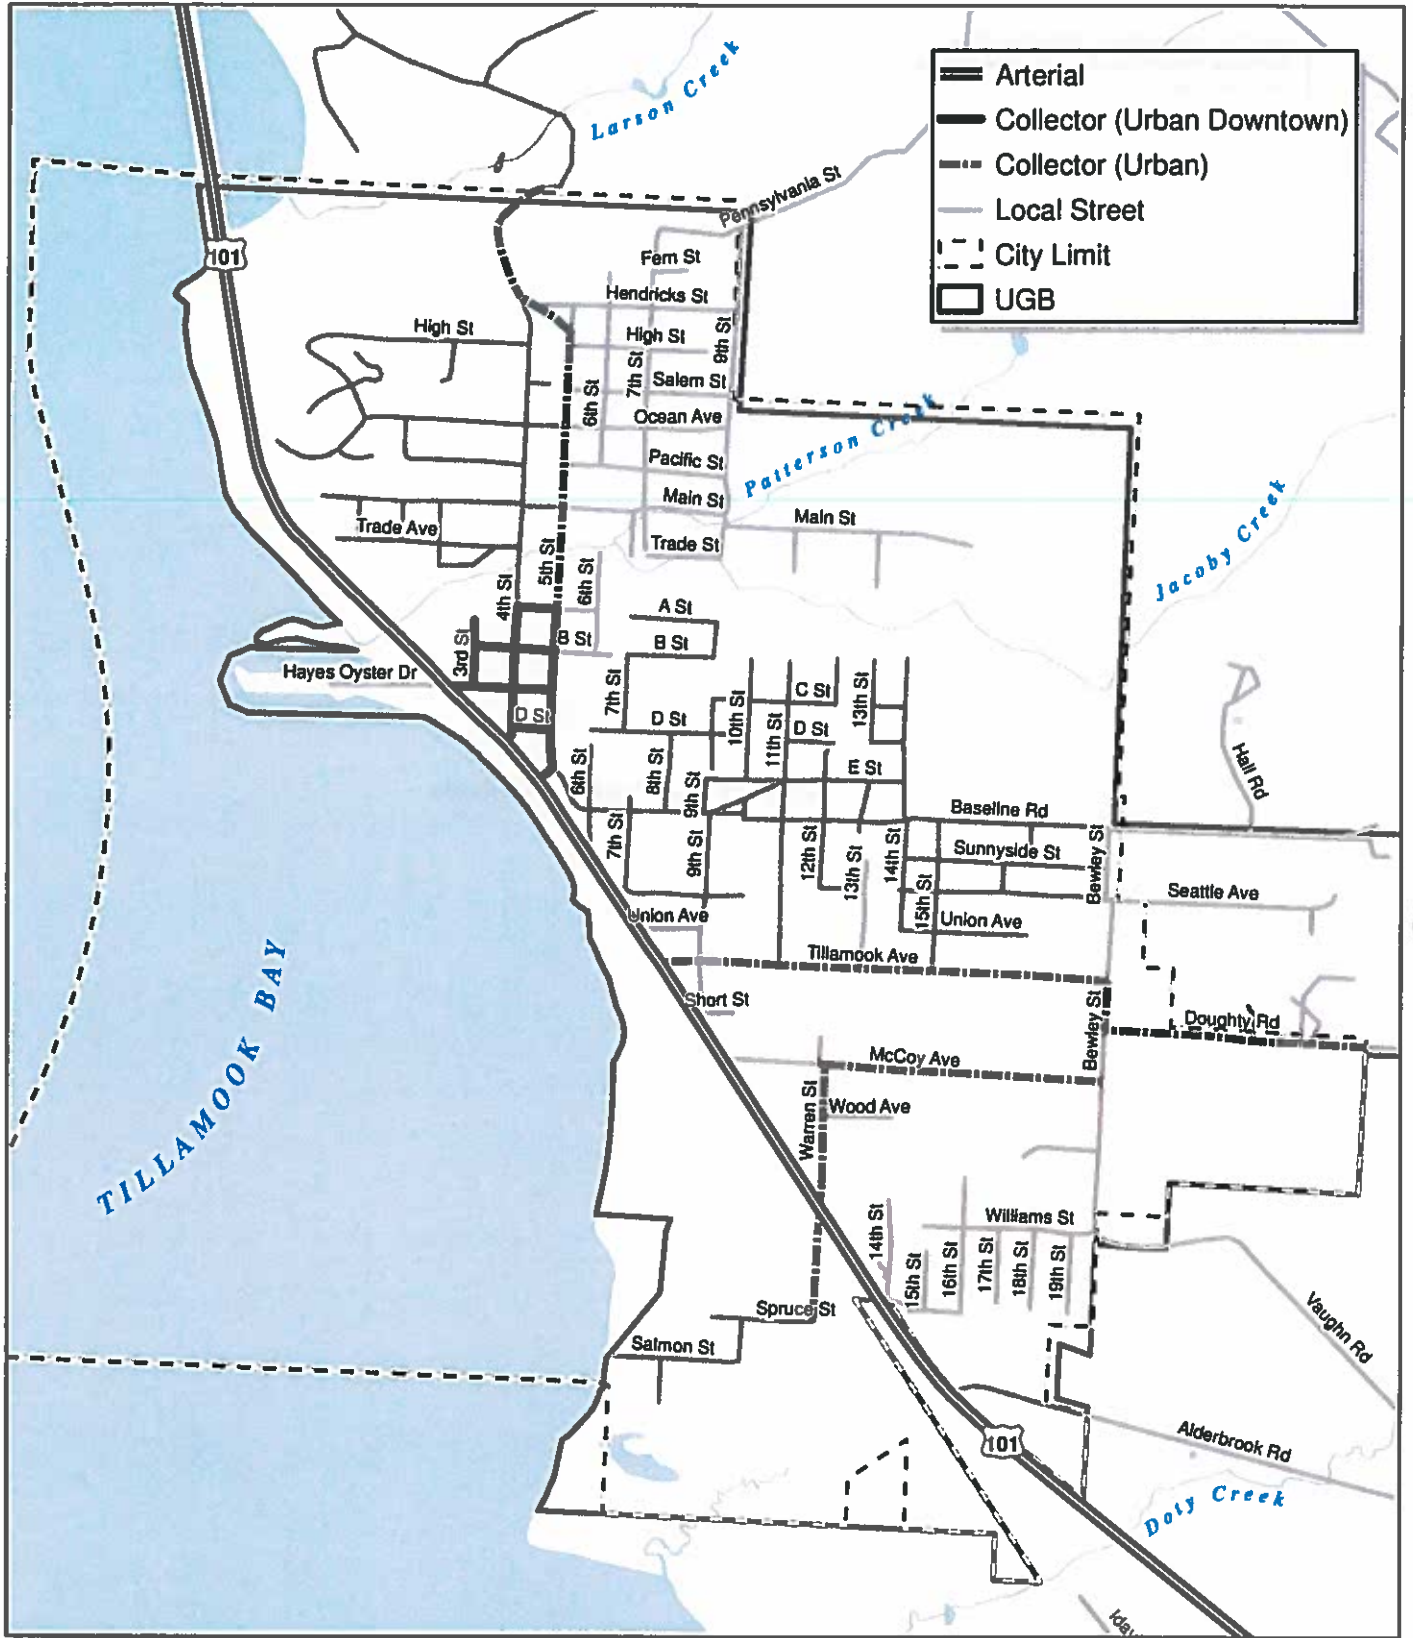 Larson Creek
Arterial
Collector (Urban Downtown)
Collector (Urban)
Local Street
City Limit
UGB
Pennsylvania St
101
Fern St
Hendricks St
High St
High St
9th St
7th St
Salem St
6th St
Ocean Ave
Patterson Creek
Pacific St
Main St
Main St
Trade Ave
Trade St
Jacoby Creek
5th St
4th St
6th St
A St
B St
B St
3rd St
Hayes Oyster Dr
7th St
C St
13th St
10th St
D St
D St
D St
11th St
Hall Rd
6th St
8th St
E St
9th St
Baseline Rd
7th St
9th St
12th St
13th St
14th St
Sunnyside St
Bewley St
15th St
Seattle Ave
Union Ave
Union Ave
Tillamook Ave
TILLAMOOK BAY
Short St
Bewley St
Doughty Rd
McCoy Ave
Warren St
Wood Ave
Williams St
14th St
15th St
16th St
17th St
18th St
19th St
Spruce St
Vaughn Rd
Salmon St
101
Alderbrook Rd
Doty Creek